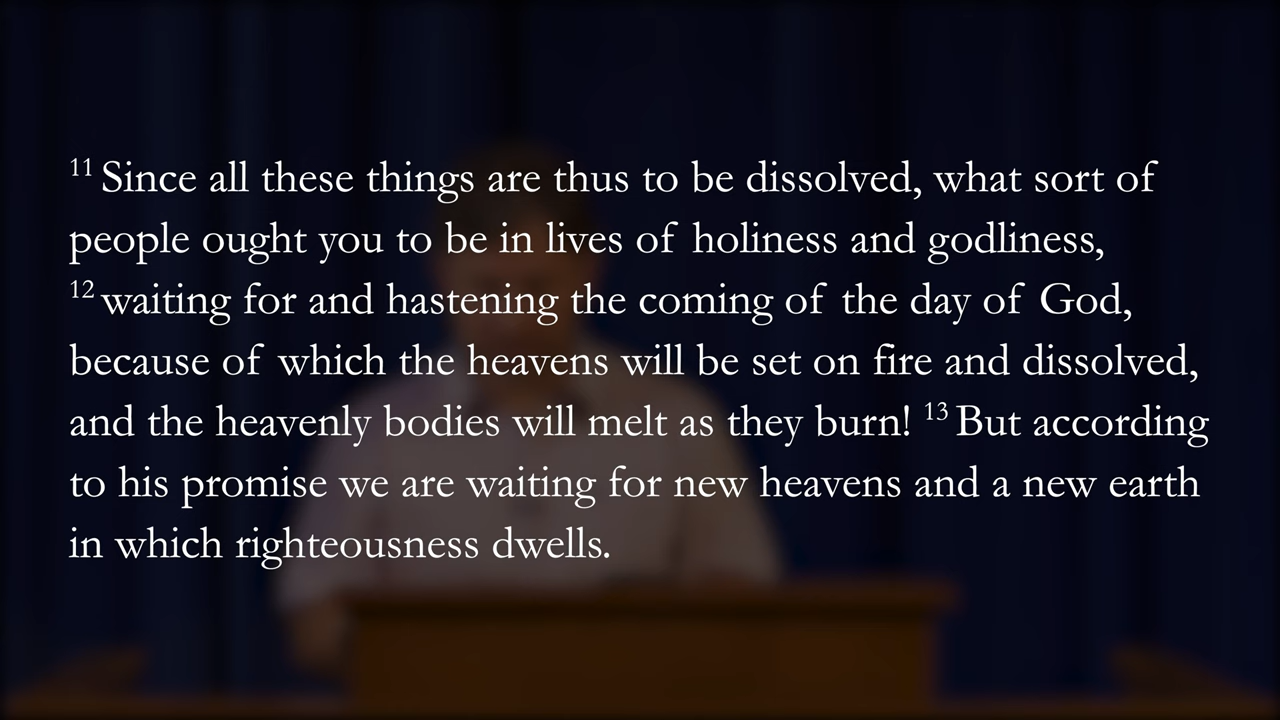 11 Since all these things are thus to be dissolved, what sort of
people ought you to be in lives of holiness and godliness,
12 waiting for and hastening the coming of the day of God,
because of which the heavens will be set on fire and dissolved,
and the heavenly bodies will melt as they burn! 13 But according
to his promise we are waiting for new heavens and a new earth
in which righteousness dwells.